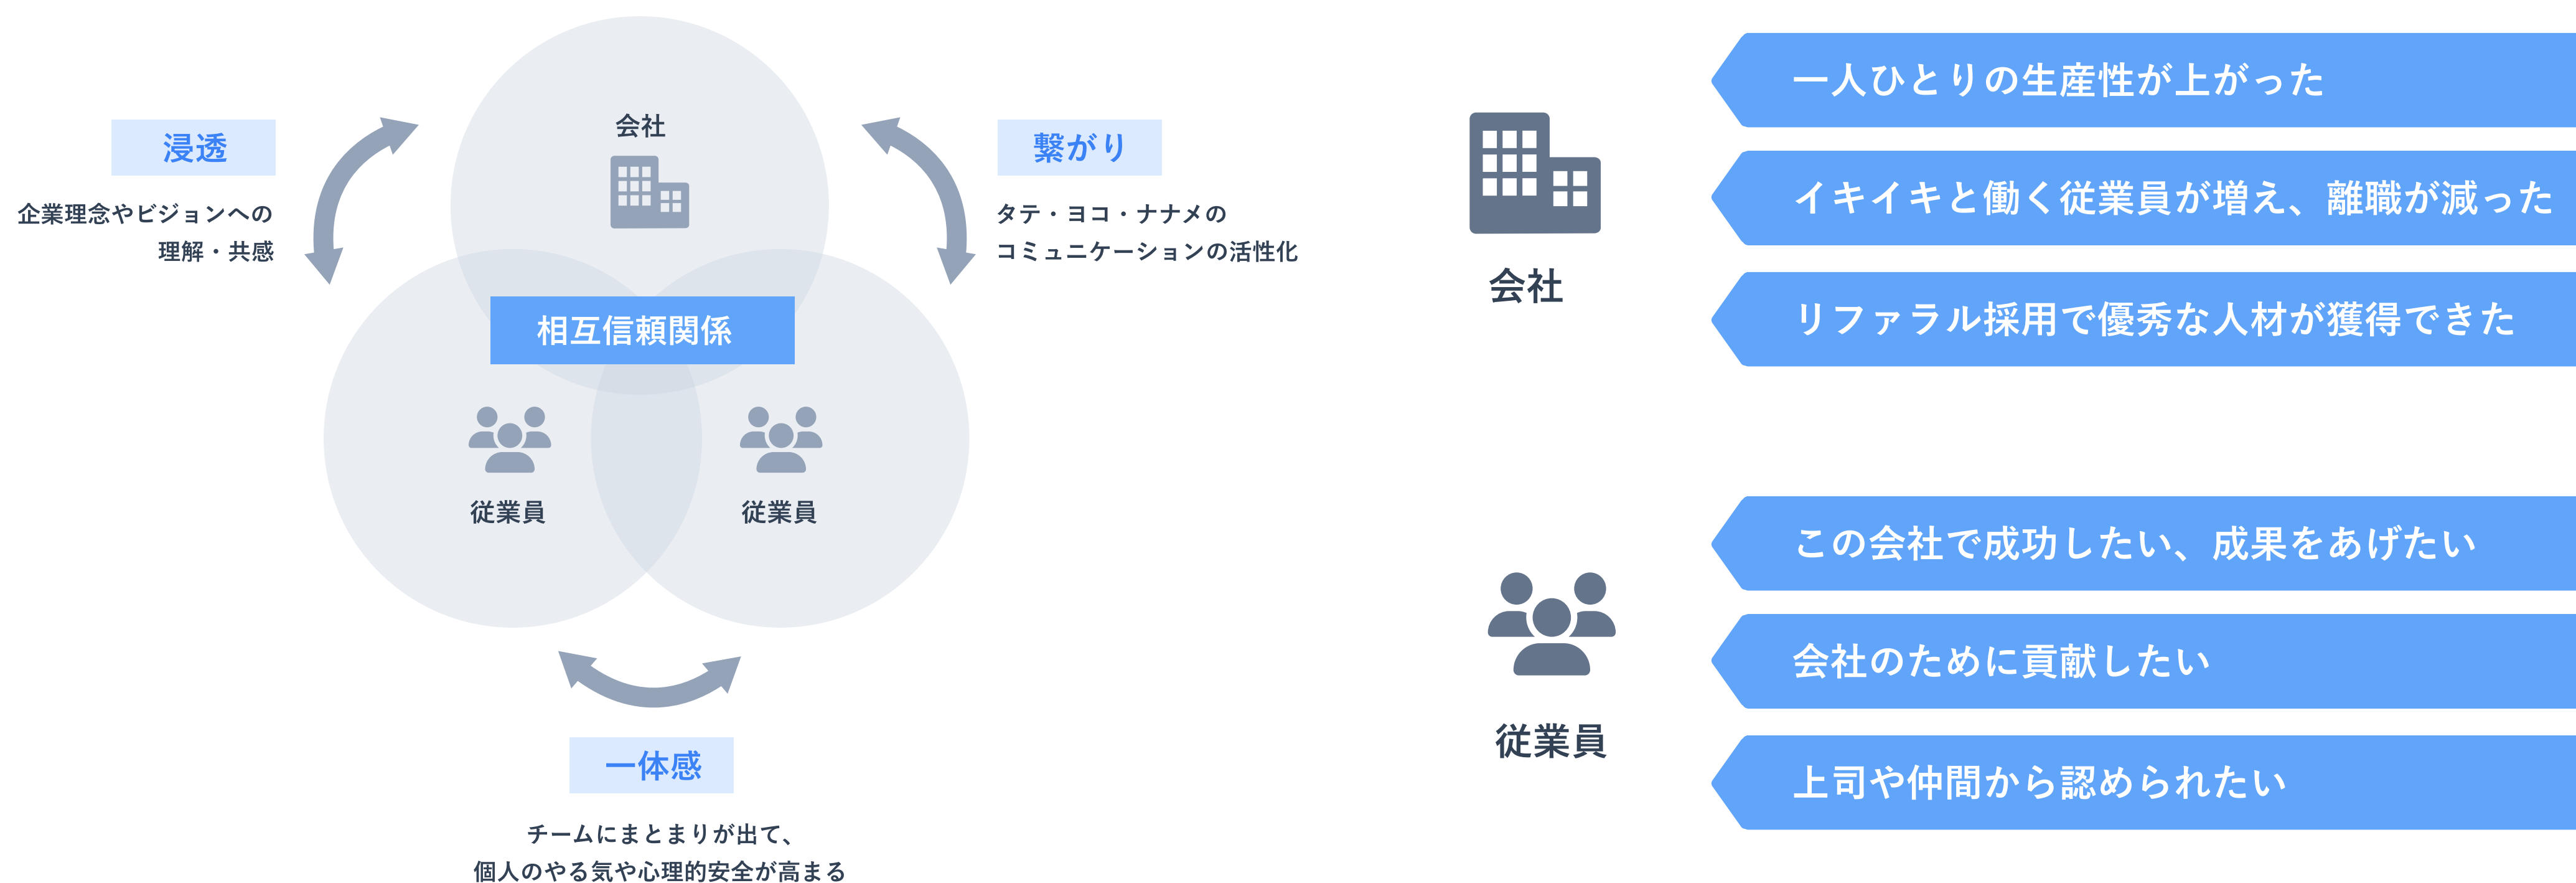 会社
浸透
企業理念やビジョンへの
理解・共感
繋がり
タテ・ヨコ・ナナメの
コミュニケーションの活性化
相互信頼関係
従業員
従業員
一体感
チームにまとまりが出て、
個人のやる気や心理的安全が高まる
会社
一人ひとりの生産性が上がった
イキイキと働く従業員が増え、離職が減った
リファラル採用で優秀な人材が獲得できた
従業員
この会社で成功したい、成果をあげたい
会社のために貢献したい
上司や仲間から認められたい